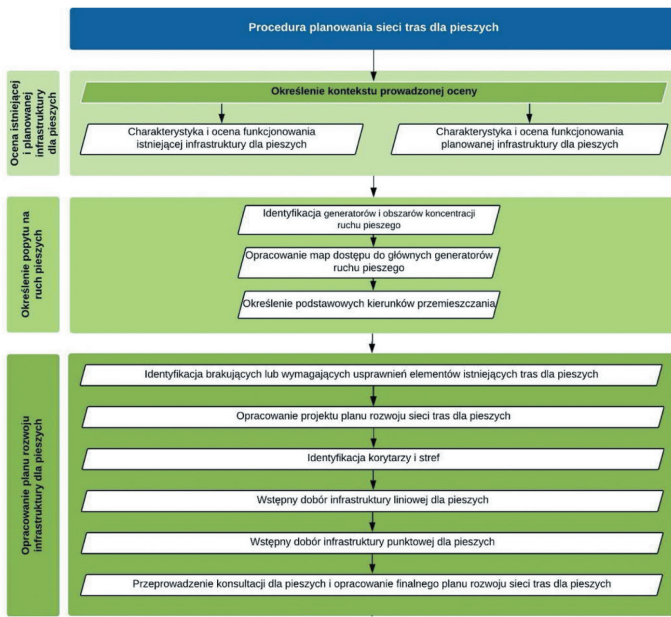 Procedura planowania sieci tras dla pieszych
Ocena istniejącej
i planowanej
infrastruktury
dla pieszych
Określenie kontekstu prowadzonej oceny
Charakterystyka i ocena funkcjonowania
istniejącej infrastruktury dla pieszych
Charakterystyka i ocena funkcjonowania
planowanej infrastruktury dla pieszych
Określenie popytu na
ruch pieszych
Identyfikacja generatorów i obszarów koncentracji
ruchu pieszego
Opracowanie map dostępu do głównych generatorów
ruchu pieszego
Określenie podstawowych kierunków przemieszczania
Opracowanie planu rozwoju
infrastruktury dla pieszych
Identyfikacja brakujących lub wymagających usprawnień elementów istniejących tras dla pieszych
Opracowanie projektu planu rozwoju sieci tras dla pieszych
Identyfikacja korytarzy i stref
Wstępny dobór infrastruktury liniowej dla pieszych
Wstępny dobór infrastruktury punktowej dla pieszych
Przeprowadzenie konsultacji dla pieszych i opracowanie finalnego planu rozwoju sieci tras dla pieszych